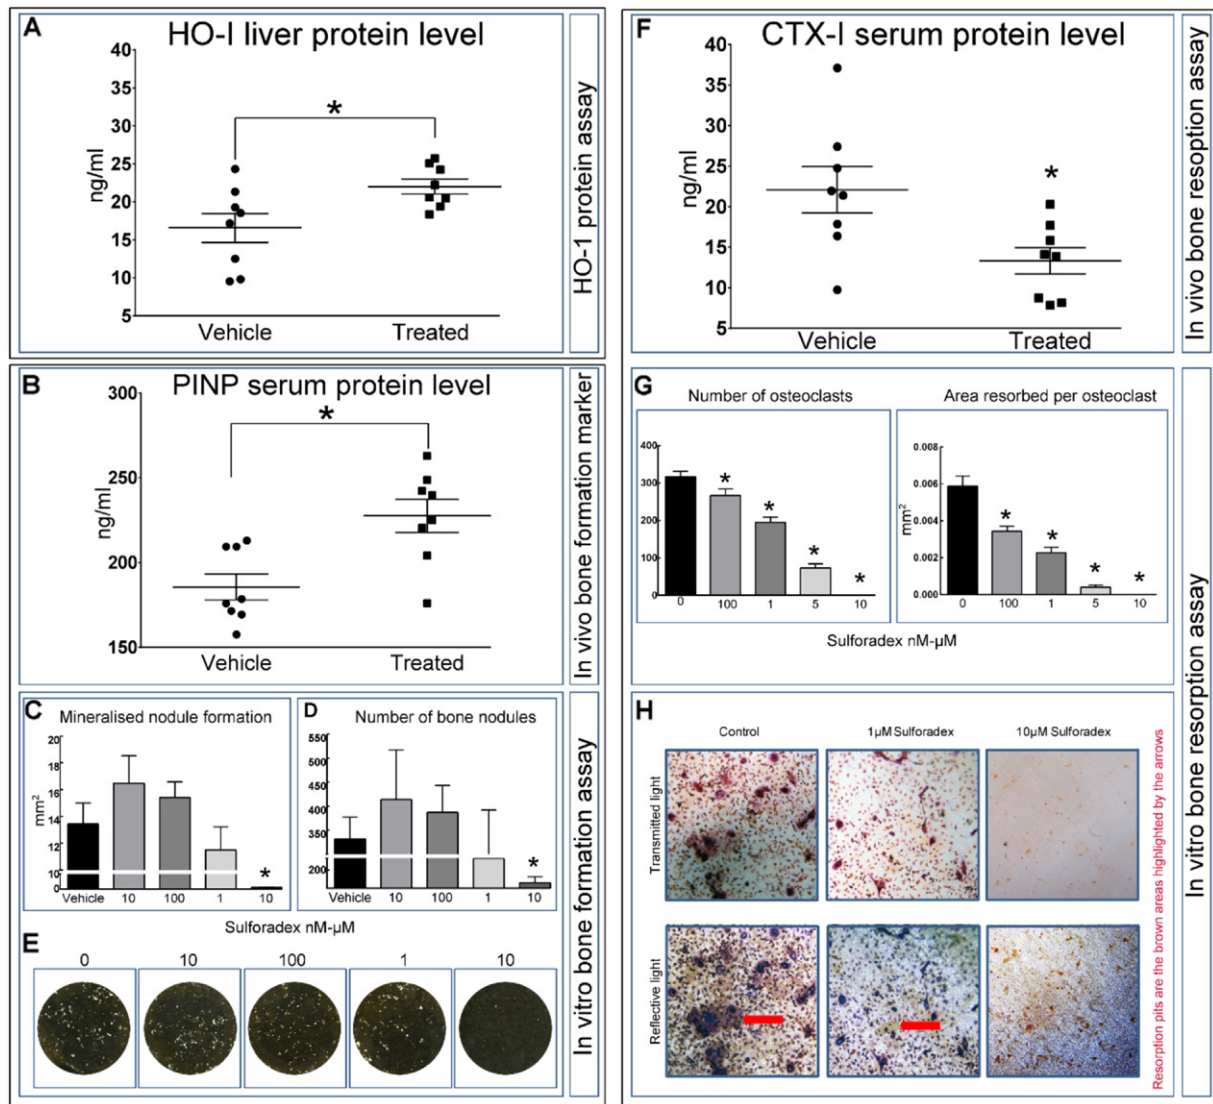 A
HO-I liver protein level
40
35
30
25
20
15
10
5
ng/ml
*
Vehicle
Treated
HO-1 protein assay
B
PINP serum protein level
300
250
200
150
ng/ml
*
Vehicle
Treated
In vivo bone formation marker
C
Mineralised nodule formation
20
18
16
14
12
10
0
mm²
*
Vehicle 10 100 1 10
D
Number of bone nodules
550
500
450
400
350
200
*
Vehicle 10 100 1 10
Sulforadex nM-µM
E
0 10 100 1 10
In vitro bone formation assay
F
CTX-I serum protein level
40
35
30
25
20
15
10
5
ng/ml
*
Vehicle
Treated
In vivo bone resoption assay
G
Number of osteoclasts
400
300
200
100
0
* * * *
0 100 1 5 10
Area resorbed per osteoclast
0.008
0.006
0.004
0.002
0.000
mm²
* * * *
0 100 1 5 10
Sulforadex nM-µM
H
Control
1µM Sulforadex
10µM Sulforadex
Transmitted light
Reflective light
Resorption pits are the brown areas highlighted by the arrows
In vitro bone resorption assay